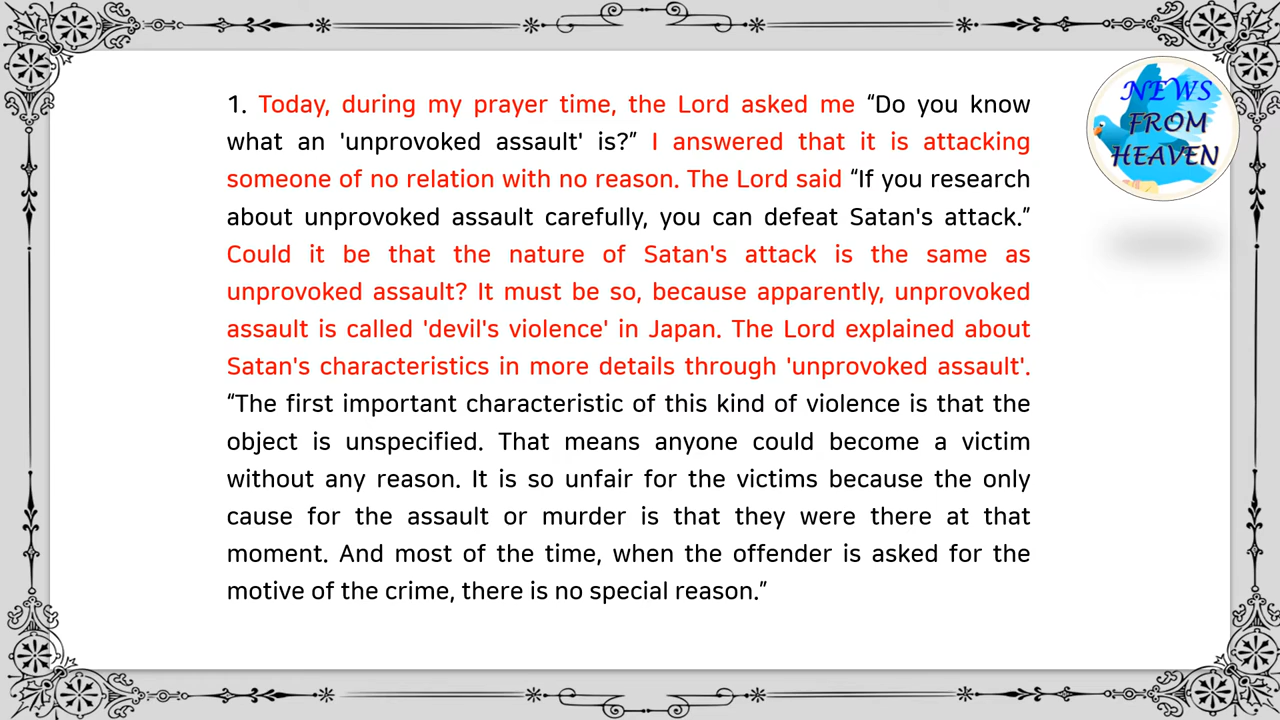 1. Today, during my prayer time, the Lord asked me “Do you know
what an 'unprovoked assault' is?” I answered that it is attacking
someone of no relation with no reason. The Lord said “If you research
about unprovoked assault carefully, you can defeat Satan's attack.”
Could it be that the nature of Satan's attack is the same as
unprovoked assault? It must be so, because apparently, unprovoked
assault is called 'devil's violence' in Japan. The Lord explained about
Satan's characteristics in more details through 'unprovoked assault'.
“The first important characteristic of this kind of violence is that the
object is unspecified. That means anyone could become a victim
without any reason. It is so unfair for the victims because the only
cause for the assault or murder is that they were there at that
moment. And most of the time, when the offender is asked for the
motive of the crime, there is no special reason.”
NEWS
FROM
HEAVEN